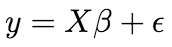 y = Xβ + ϵ